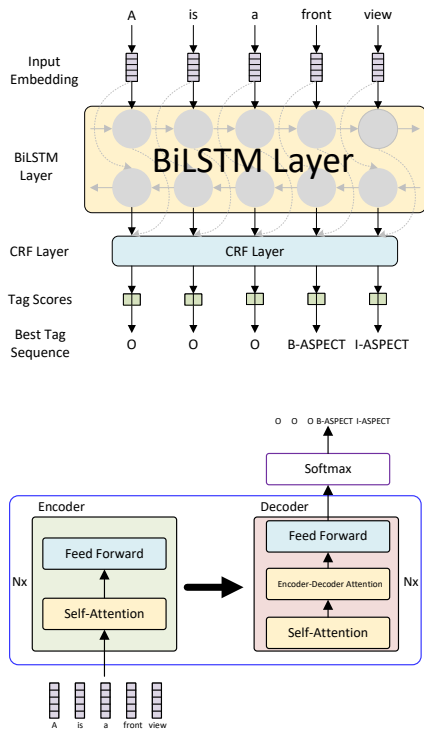 A is a front view
Input
Embedding
BiLSTM
Layer
BiLSTM Layer
CRF Layer
CRF Layer
Tag Scores
Best Tag
Sequence
O O O B-ASPECT I-ASPECT
O O O B-ASPECT I-ASPECT
Softmax
Encoder
Decoder
Feed Forward
Feed Forward
Nx
Encoder-Decoder Attention
Nx
Self-Attention
Self-Attention
A is a front view